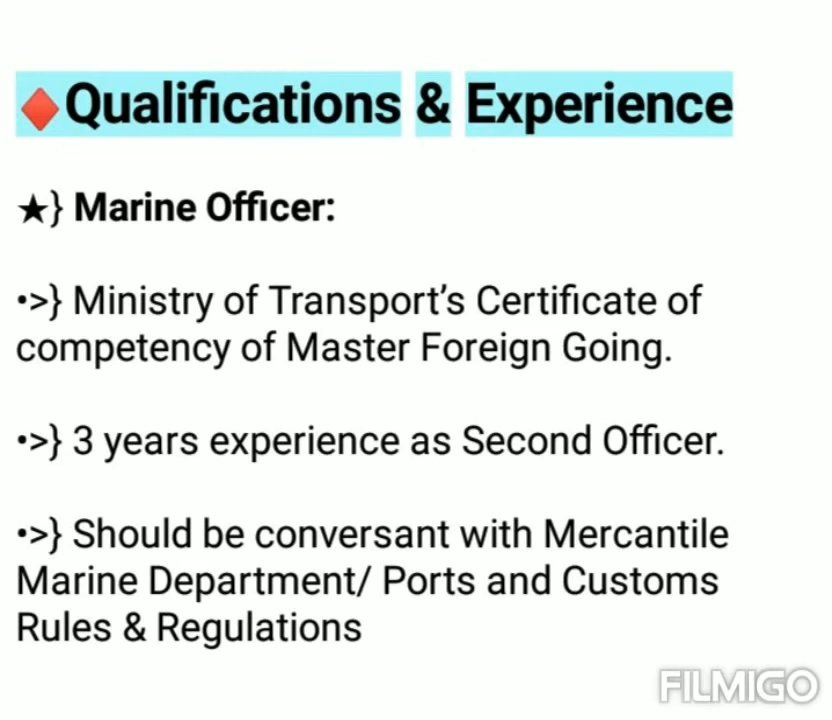 ♦Qualifications & Experience
★} Marine Officer:
•>} Ministry of Transport’s Certificate of
competency of Master Foreign Going.
•>} 3 years experience as Second Officer.
•>} Should be conversant with Mercantile
Marine Department/ Ports and Customs
Rules & Regulations
FILMIGO